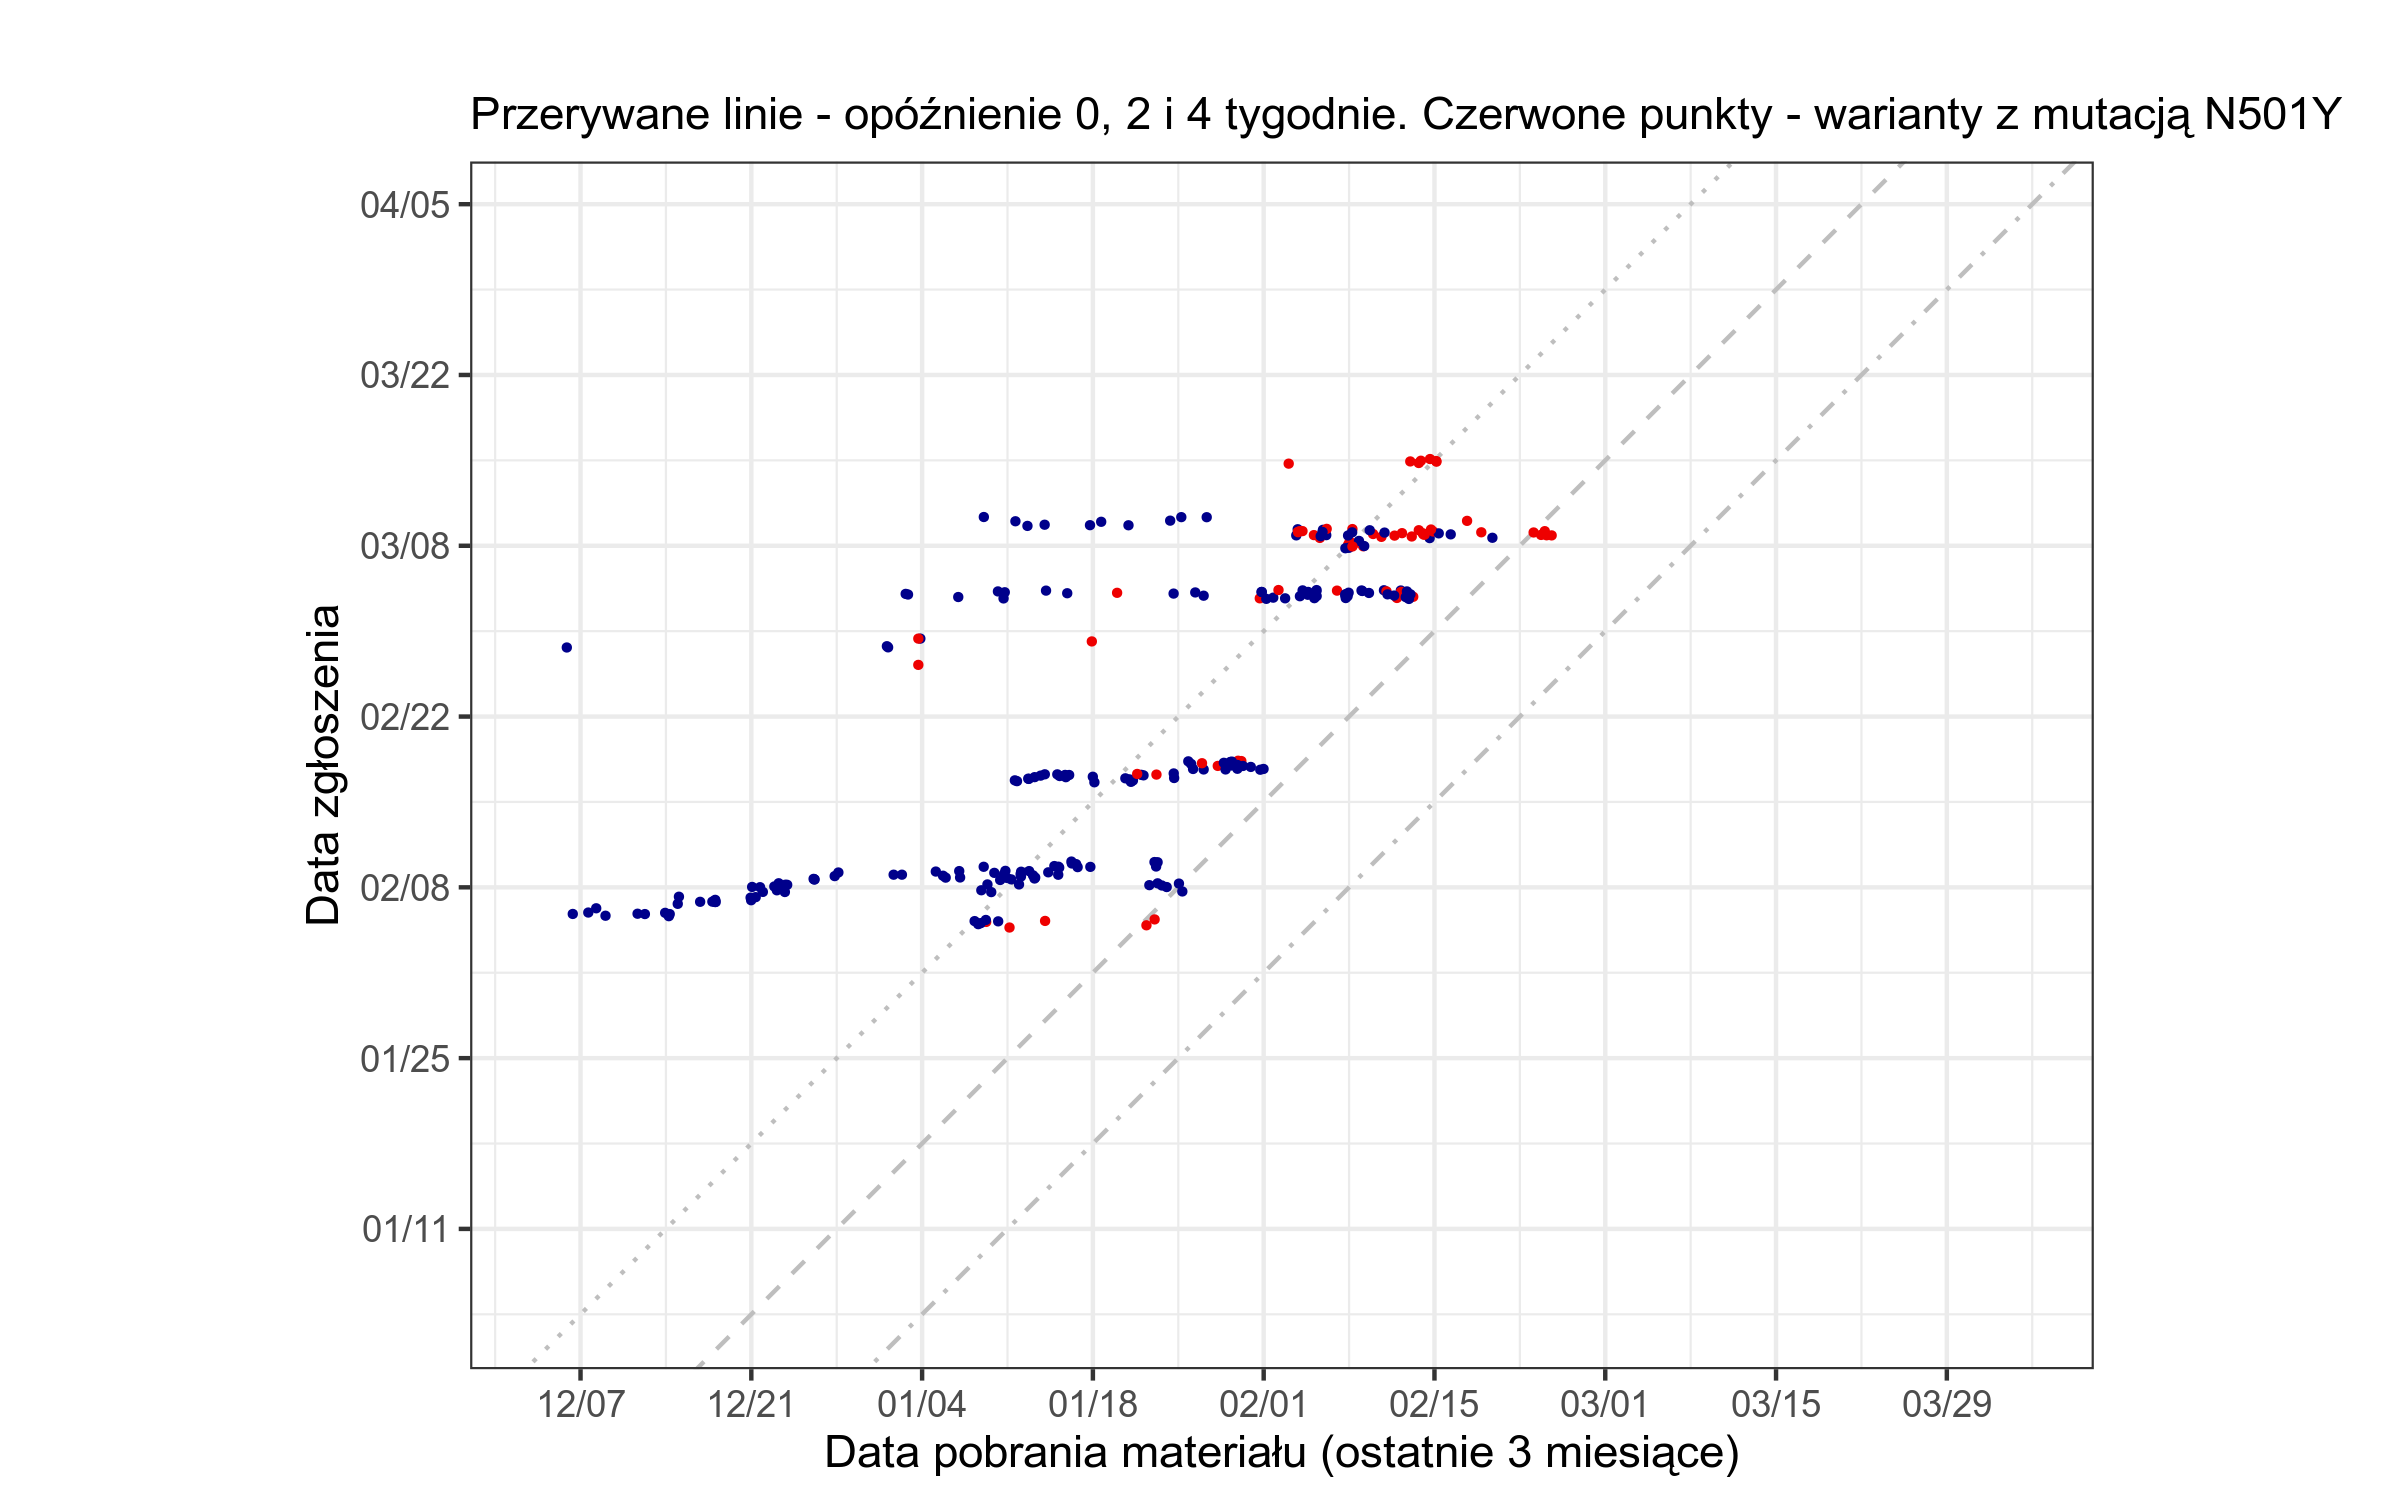 Przerywane linie - opóźnienie 0, 2 i 4 tygodnie. Czerwone punkty - warianty z mutacją N501Y
Data zgłoszenia
04/05
03/22
03/08
02/22
02/08
01/25
01/11
12/07 12/21 01/04 01/18 02/01 02/15 03/01 03/15 03/29
Data pobrania materiału (ostatnie 3 miesiące)